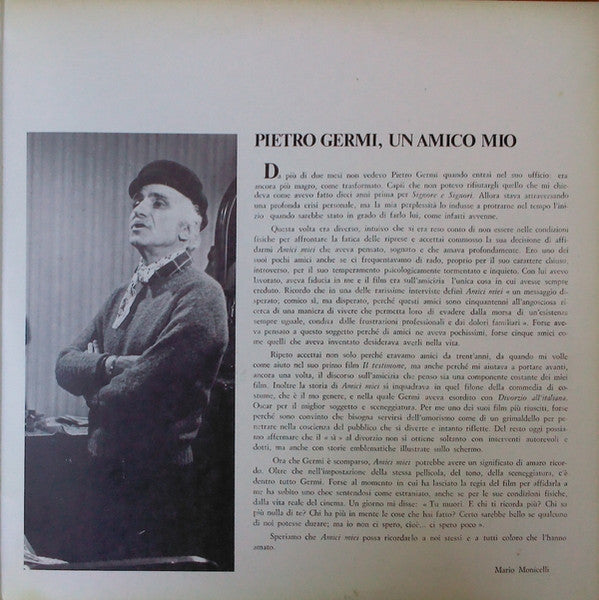 PIETRO GERMI, UN AMICO MIO
Da più di due mesi non vedevo Pietro Germi quando entrai nel suo ufficio: era
ancora più magro, come trasformato. Capii che non potevo rifiutargli quello che mi chie-
deva come avevo fatto dieci anni prima per Signore e Signori. Allora stava attraversando
una profonda crisi personale, ma la mia perplessità lo indusse a protrarne nel tempo l'ini-
zio quando sarebbe stato in grado di farlo lui, come infatti avvenne.
Questa volta era diverso, intuivo che si era reso conto di non essere nelle condizioni
fisiche per affrontare la fatica delle riprese e accettai commosso la sua decisione di affi-
darmi Amici miei che aveva pensato, sognato e che amava profondamente. Ero uno dei
suoi pochi amici anche se ci frequentavamo di rado, proprio per il suo carattere chiuso,
introverso, per il suo temperamento psicologicamente tormentato e inquieto. Con lui avevo
lavorato, aveva fiducia in me e il film era sull'amicizia l'unica cosa in cui avesse sempre
creduto. Ricordo che in una delle rarissime interviste definì Amici miei « un messaggio di-
sperato; comico sì, ma disperato, perché questi amici sono cinquantenni all'angosciosa ri-
cerca di una maniera di vivere che permetta loro di evadere dalla morsa di un'esistenza
sempre uguale, condita dalle frustrazioni professionali e dai dolori familiari ». Forse ave-
va pensato a questo soggetto perché di amici ne aveva pochissimi, forse cinque amici co-
me quelli che aveva inventato desiderava averli nella vita.
Ripeto accettai non solo perché eravamo amici da trent'anni, da quando mi volle
come aiuto nel suo primo film Il testimone, ma anche perché mi aiutava a portare avanti,
ancora una volta, il discorso sull'amicizia che penso sia una componente costante dei miei
film. Inoltre la storia di Amici miei si inquadrava in quel filone della commedia di co-
stume, che è il mio genere, e nella quale Germi aveva esordito con Divorzio all'italiana.
Oscar per il miglior soggetto e sceneggiatura. Per me uno dei suoi film più riusciti, forse
perché sono convinto che bisogna servirsi dell'umorismo come di un grimaldello per pe-
netrare nella coscienza del pubblico che si diverte e intanto riflette. Del resto oggi possia-
mo affermare che il « sì » al divorzio non si ottiene soltanto con interventi autorevoli e
dotti, ma anche con storie emblematiche illustrate sullo schermo.
Ora che Germi è scomparso, Amici miei potrebbe avere un significato di amaro ricor-
do. Oltre che nell'impostazione della stessa pellicola, del tono, della sceneggiatura, c'è
dentro tutto Germi. Forse al momento in cui ha lasciato la regia del film per affidarla a
me ha subito uno choc sentendosi come estraniato, anche se per le sue condizioni fisiche,
dalla vita reale del cinema. Un giorno mi disse: « Tu muori. E chi ti ricorda più? Chi sa
più nulla di te? Chi ha più in mente le cose che hai fatto? Certo sarebbe bello se qualcuno
di noi potesse durare; ma io non ci spero, cioè... ci spero poco ».
Speriamo che Amici miei possa ricordarlo a noi stessi e a tutti coloro che l'hanno
amato.
Mario Monicelli